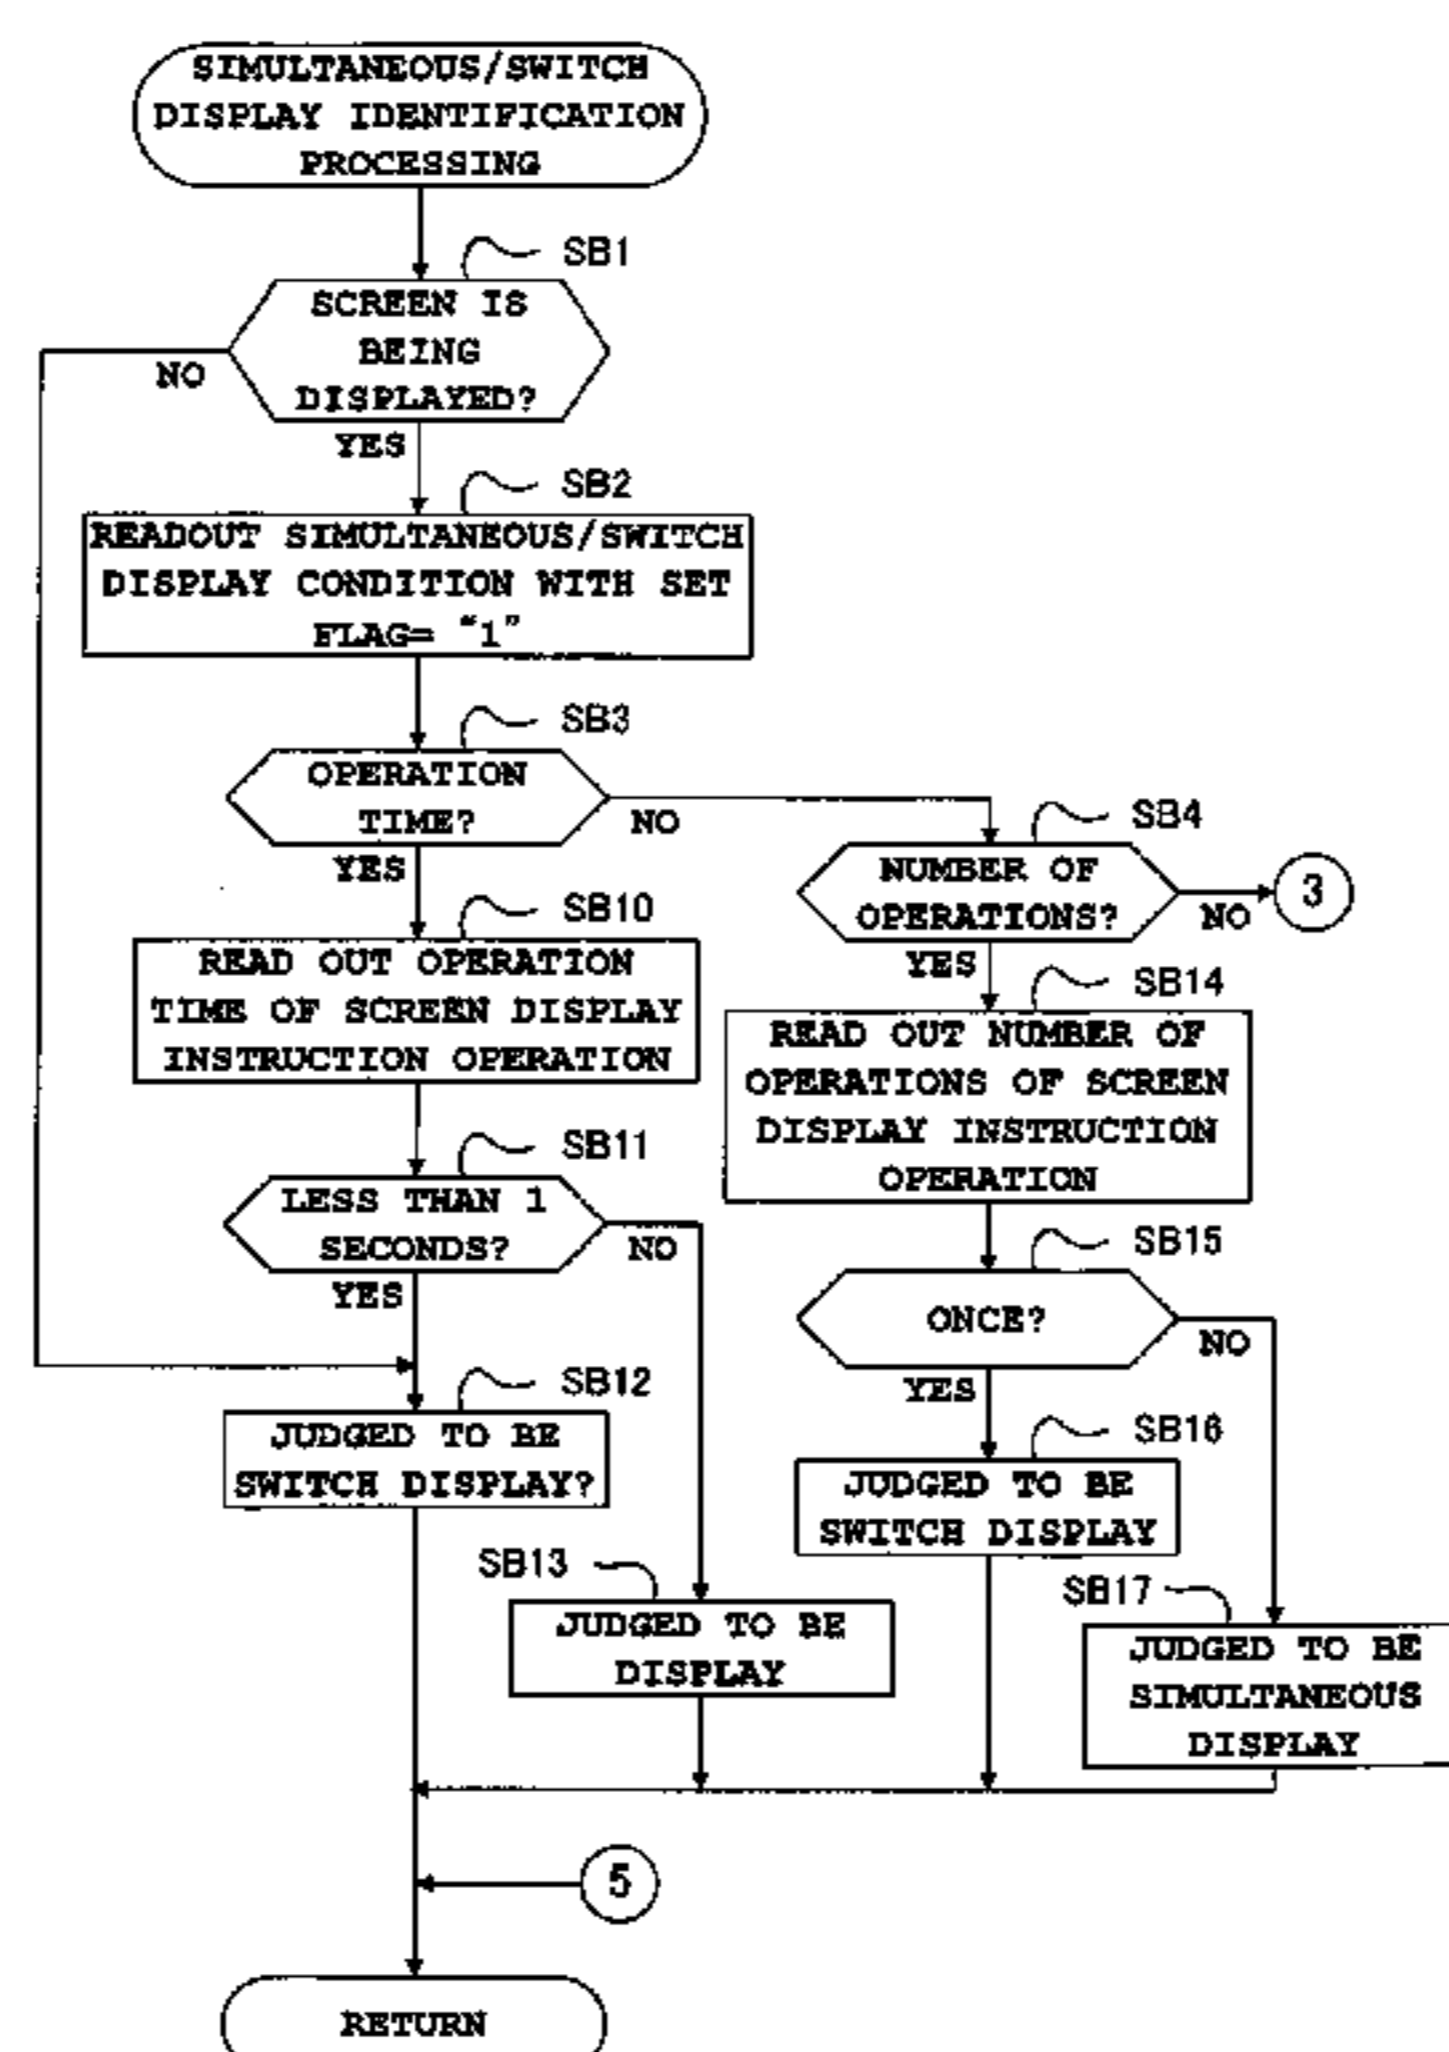 SIMULTANEOUS/SWITCH
DISPLAY IDENTIFICATION
PROCESSING
SB1
SCREEN IS
BEING
DISPLAYED?
NO
YES
SB2
READOUT SIMULTANEOUS/SWITCH
DISPLAY CONDITION WITH SET
FLAG= "1"
SB3
OPERATION
TIME?
NO
YES
SB4
NUMBER OF
OPERATIONS?
NO
3
YES
SB10
READ OUT OPERATION
TIME OF SCREEN DISPLAY
INSTRUCTION OPERATION
SB14
READ OUT NUMBER OF
OPERATIONS OF SCREEN
DISPLAY INSTRUCTION
OPERATION
SB11
LESS THAN 1
SECONDS?
NO
YES
SB15
ONCE?
NO
YES
SB12
JUDGED TO BE
SWITCH DISPLAY?
SB16
JUDGED TO BE
SWITCH DISPLAY
SB13
JUDGED TO BE
DISPLAY
SB17
JUDGED TO BE
SIMULTANEOUS
DISPLAY
5
RETURN